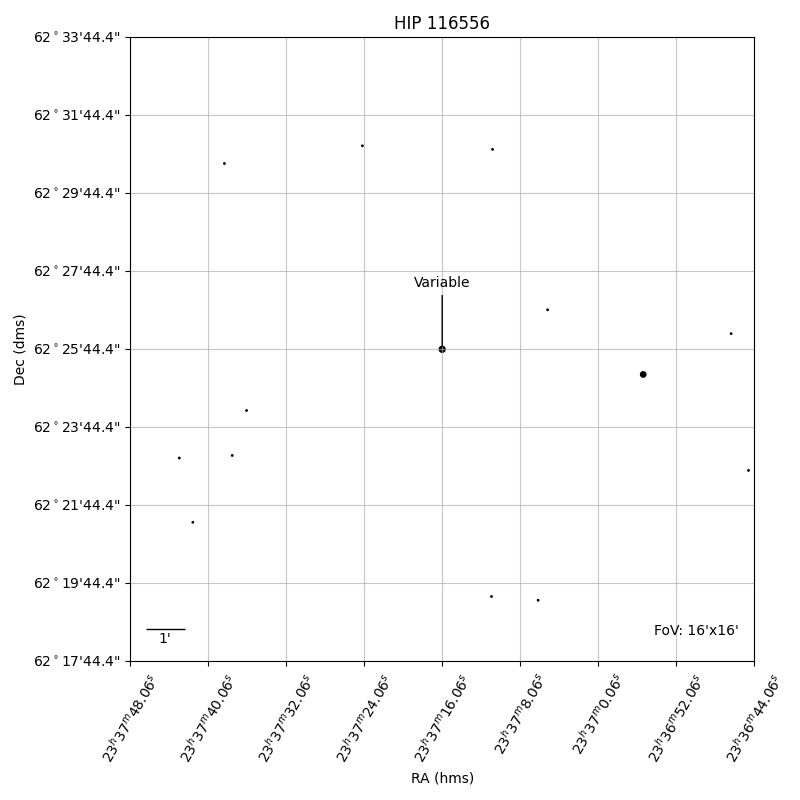 HIP 116556
62°33'44.4"
62°31'44.4"
62°29'44.4"
62°27'44.4"
62°25'44.4"
62°23'44.4"
62°21'44.4"
62°19'44.4"
62°17'44.4"
Dec (dms)
Variable
1'
FoV: 16'x16'
23ʰ37ᵐ48.06ˢ
23ʰ37ᵐ40.06ˢ
23ʰ37ᵐ32.06ˢ
23ʰ37ᵐ24.06ˢ
23ʰ37ᵐ16.06ˢ
23ʰ37ᵐ8.06ˢ
23ʰ37ᵐ0.06ˢ
23ʰ36ᵐ52.06ˢ
23ʰ36ᵐ44.06ˢ
RA (hms)